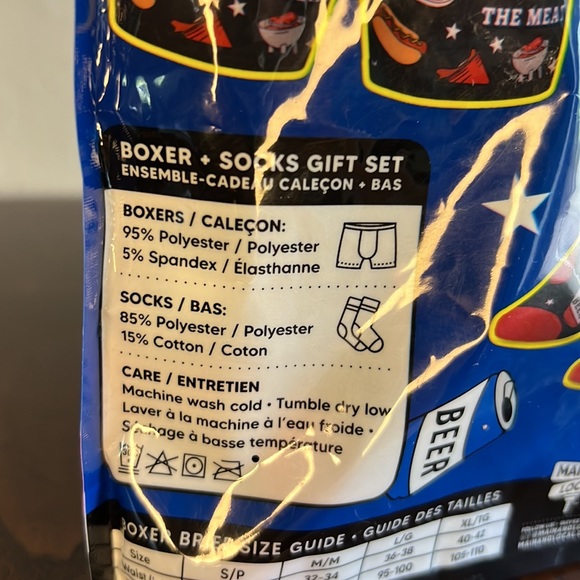 THE MEAT
BOXER + SOCKS GIFT SET
ENSEMBLE-CADEAU CALEÇON + BAS
BOXERS / CALEÇON:
95% Polyester / Polyester
5% Spandex / Élasthanne
SOCKS / BAS:
85% Polyester / Polyester
15% Cotton / Coton
CARE / ENTRETIEN
Machine wash cold • Tumble dry low
Laver à la machine à l'eau froide •
Séchage à basse température
BEER
BOXER BRIEF SIZE GUIDE • GUIDE DES TAILLES
Size S/P M/M L/G XL/TG
32-34 36-38 40-42
95-100 105-110